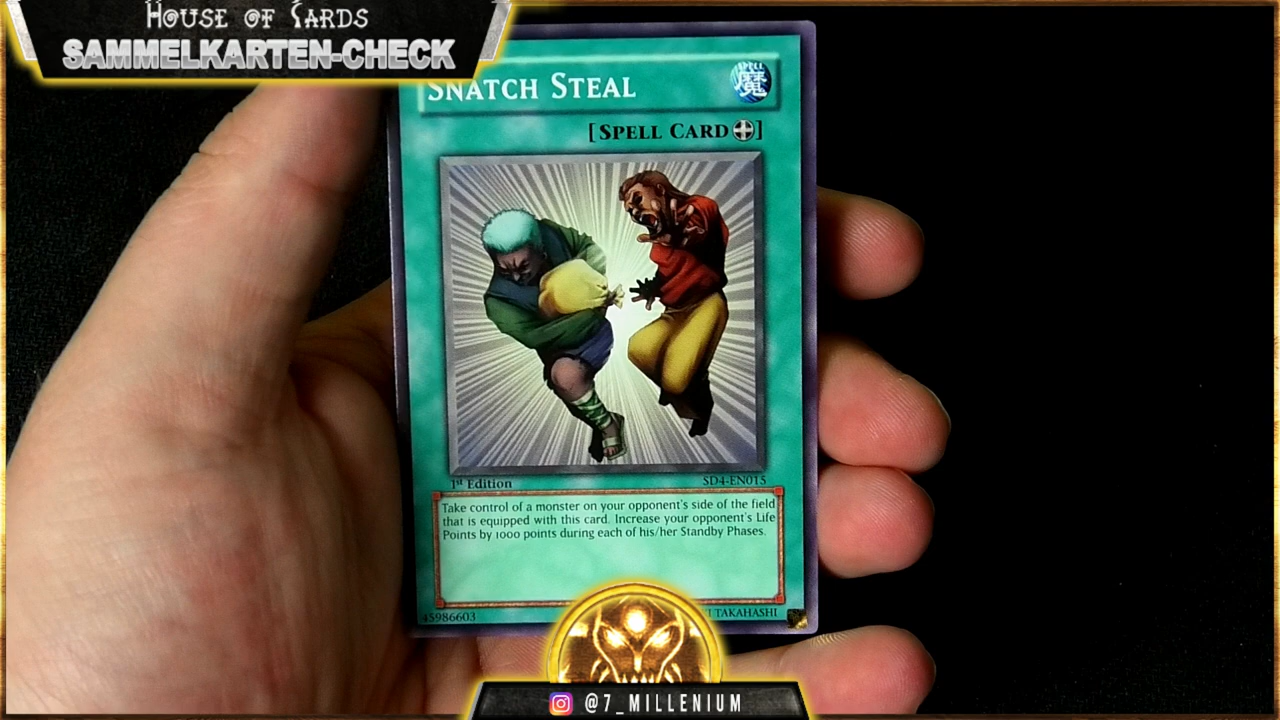 House of Yards
SAMMELKARTEN-CHECK
SNATCH STEAL
SPELL
魔
[SPELL CARD]
1st Edition
SD4-EN015
Take control of a monster on your opponent's side of the field
that is equipped with this card. Increase your opponent's Life
Points by 1000 points during each of his/her Standby Phases.
45986603
TAKAHASHI
@7_MILLENIUM